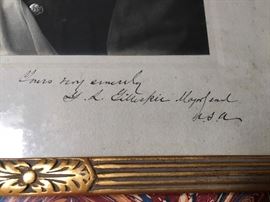 Yours very sincerely
G. L. Gillespie Maj Genl
U.S.A.